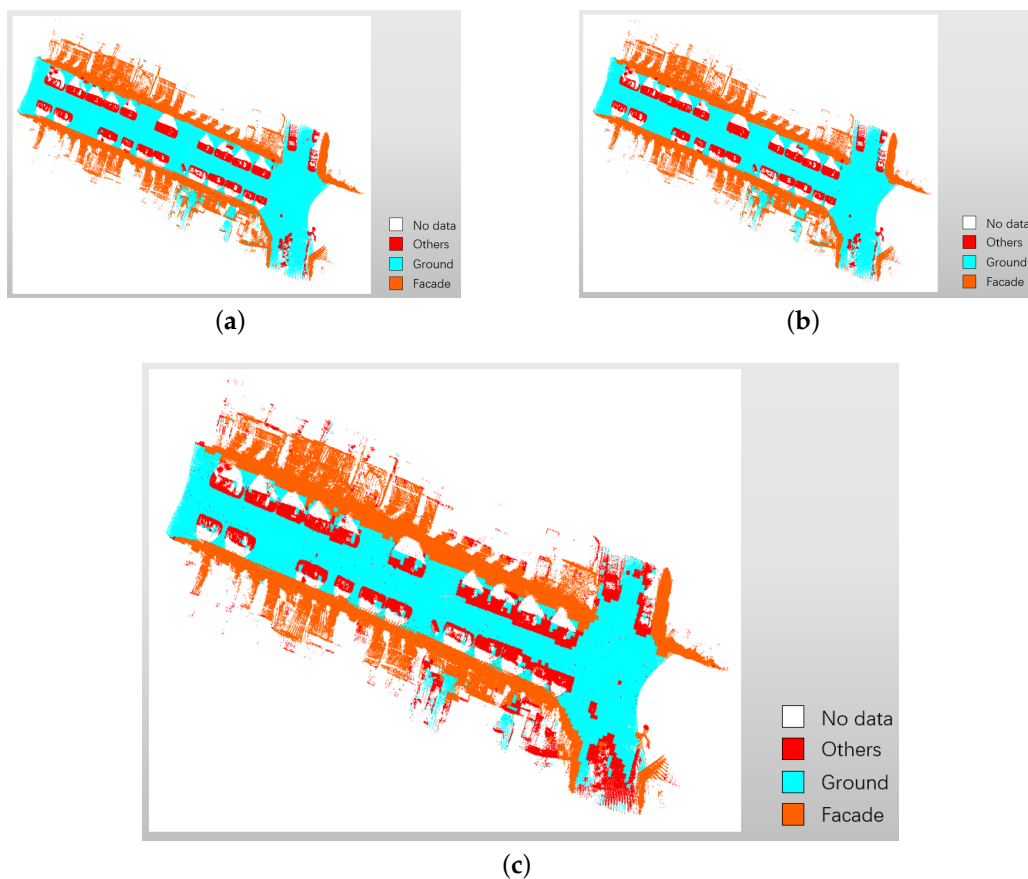 No data
Others
Ground
Facade
(a)
No data
Others
Ground
Facade
(b)
No data
Others
Ground
Facade
(c)